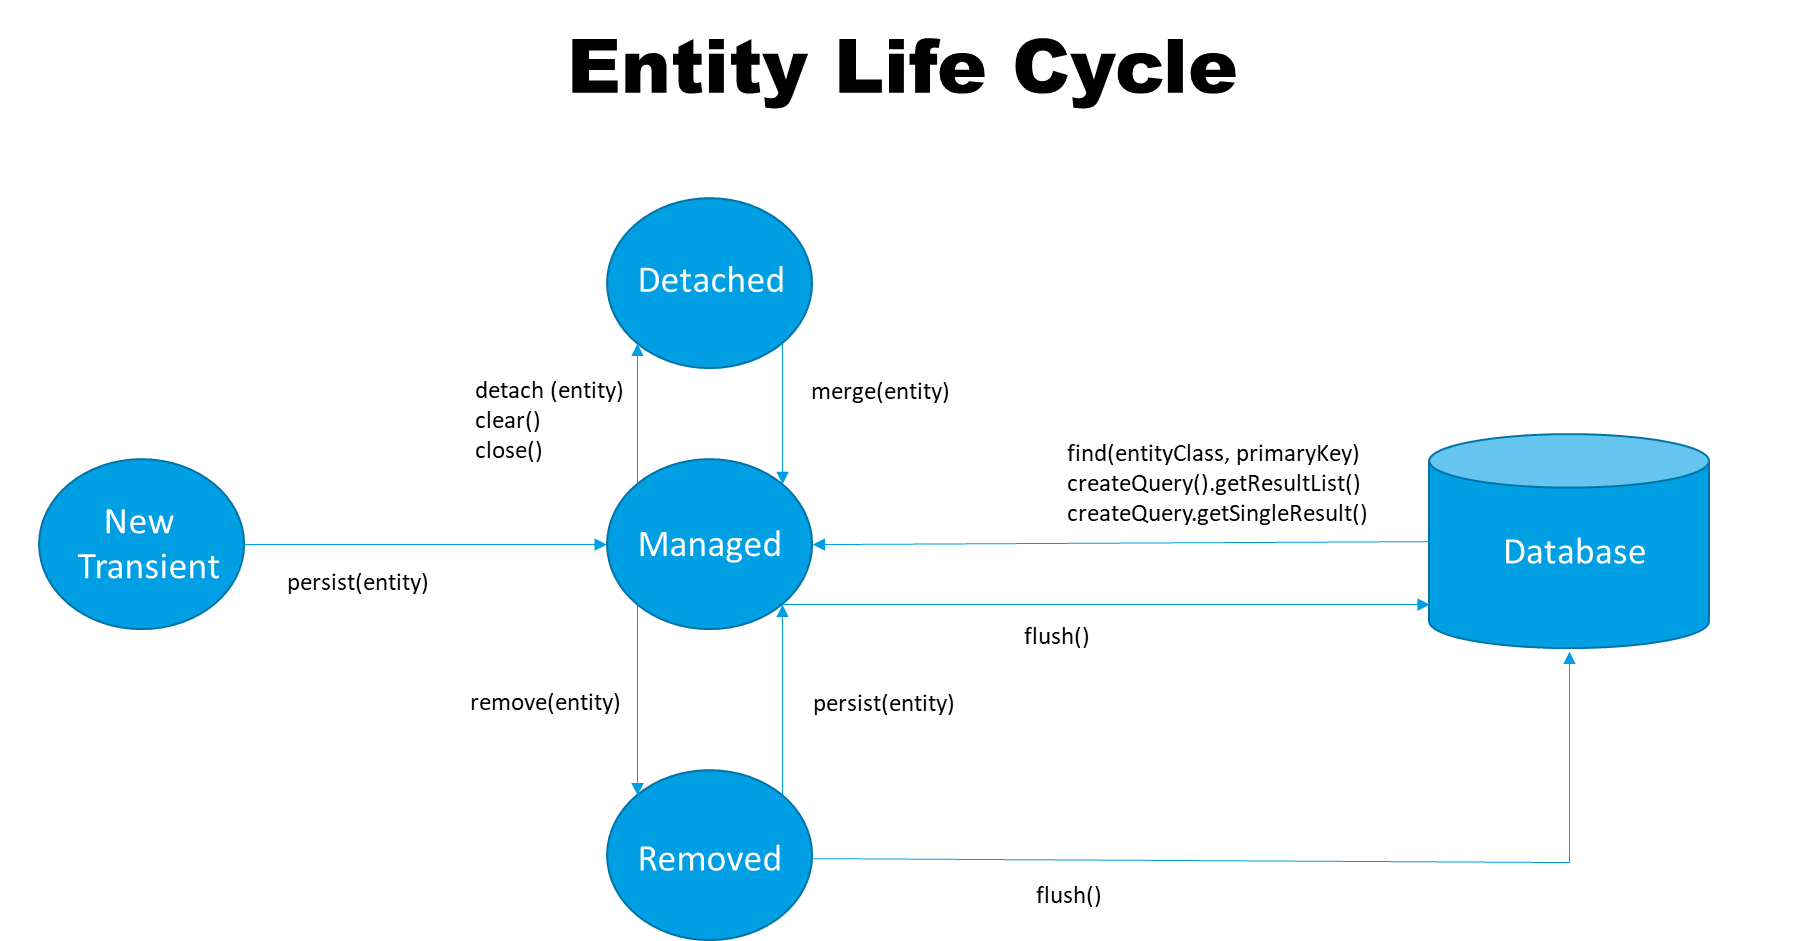 Entity Life Cycle
Detached
detach (entity)
clear()
close()
merge(entity)
find(entityClass, primaryKey)
createQuery().getResultList()
createQuery.getSingleResult()
New
Transient
persist(entity)
Managed
Database
flush()
remove(entity)
persist(entity)
Removed
flush()